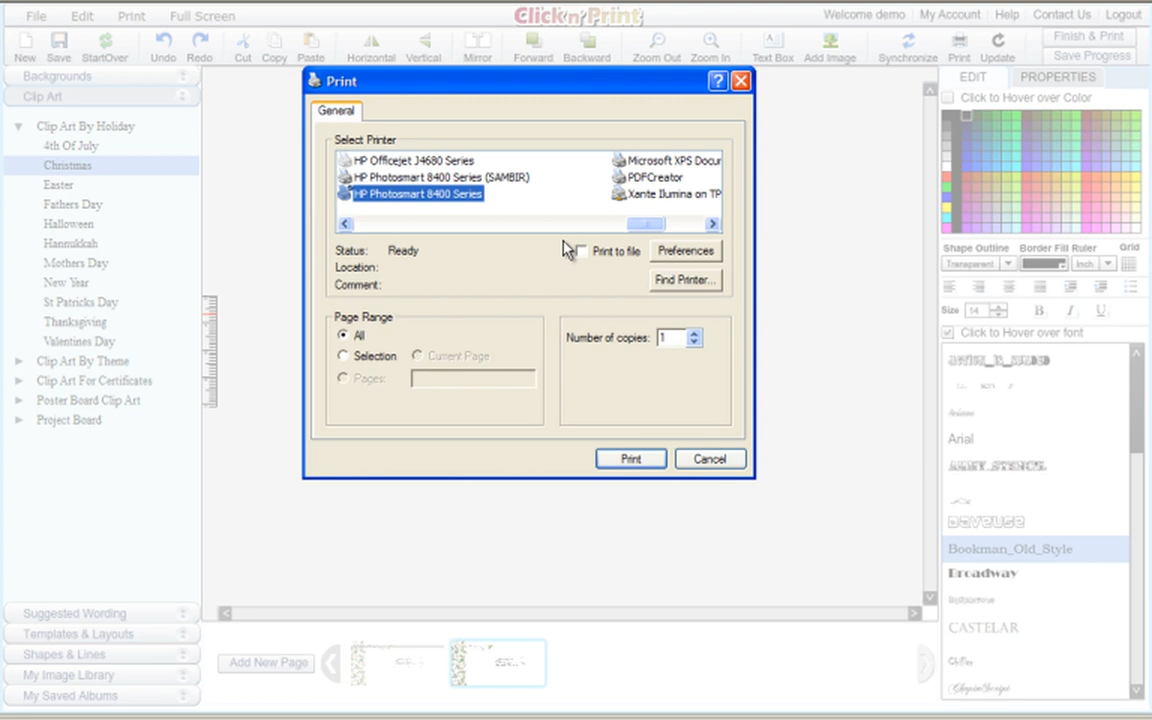 File Edit Print Full Screen
Click n' Print
Welcome demo My Account Help Contact Us Logout
New Save StartOver Undo Redo Cut Copy Paste Horizontal Vertical Mirror Forward Backward Zoom Out Zoom In Text Box Add Image Synchronize Print Update
Finish & Print
Save Progress
Backgrounds
Clip Art
Clip Art By Holiday
4th Of July
Christmas
Easter
Fathers Day
Halloween
Hannukkah
Mothers Day
New Year
St Patricks Day
Thanksgiving
Valentines Day
Clip Art By Theme
Clip Art For Certificates
Poster Board Clip Art
Project Board
Suggested Wording
Templates & Layouts
Shapes & Lines
My Image Library
My Saved Albums
Print
General
Select Printer
HP Officejet J4680 Series
HP Photosmart 8400 Series (SAMBIR)
HP Photosmart 8400 Series
Microsoft XPS Docur
PDFCreator
Xante Ilumina on TP
Status: Ready
Location:
Comment:
Print to file
Preferences
Find Printer...
Page Range
All
Selection
Current Page
Pages:
Number of copies: 1
Print
Cancel
Add New Page
EDIT PROPERTIES
Click to Hover over Color
Shape Outline Border Fill Ruler Grid
Transparent Inch
Size 14 B I U
Click to Hover over font
Arial
ARMY_STENCIL
Bookman_Old_Style
Broadway
CASTELAR